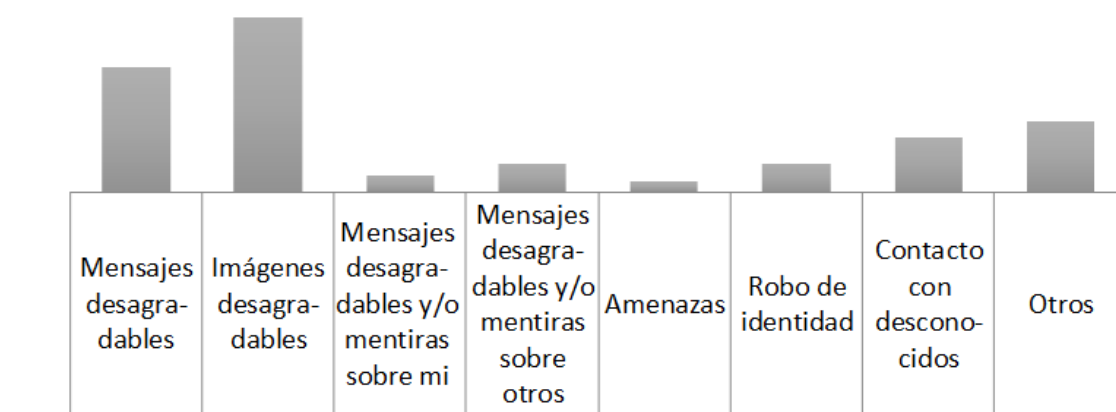 Mensajes
desagra-
dables
Imágenes
desagra-
dables
Mensajes
desagra-
dables y/o
mentiras
sobre mi
Mensajes
desagra-
dables y/o
mentiras
sobre
otros
Amenazas
Robo de
identidad
Contacto
con
descono-
cidos
Otros